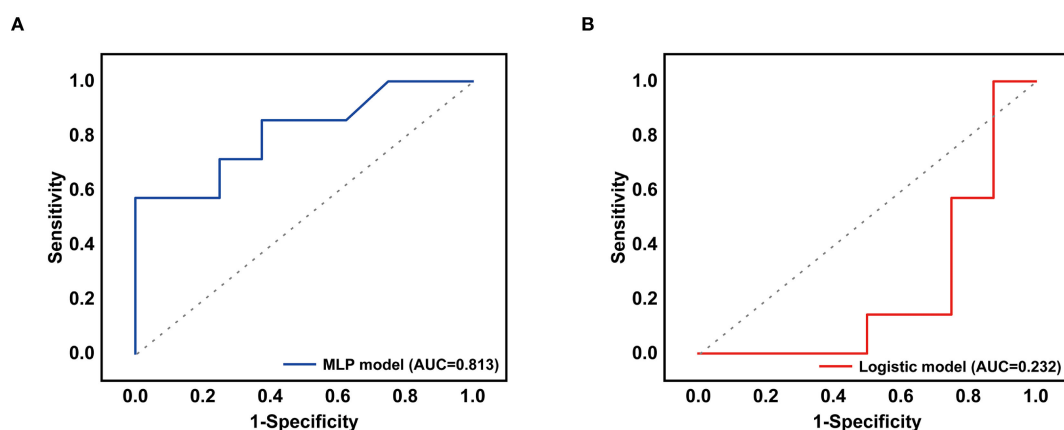 A
1.0
0.8
0.6
0.4
0.2
0.0
Sensitivity
MLP model (AUC=0.813)
0.0 0.2 0.4 0.6 0.8 1.0
1-Specificity
B
1.0
0.8
0.6
0.4
0.2
0.0
Sensitivity
Logistic model (AUC=0.232)
0.0 0.2 0.4 0.6 0.8 1.0
1-Specificity